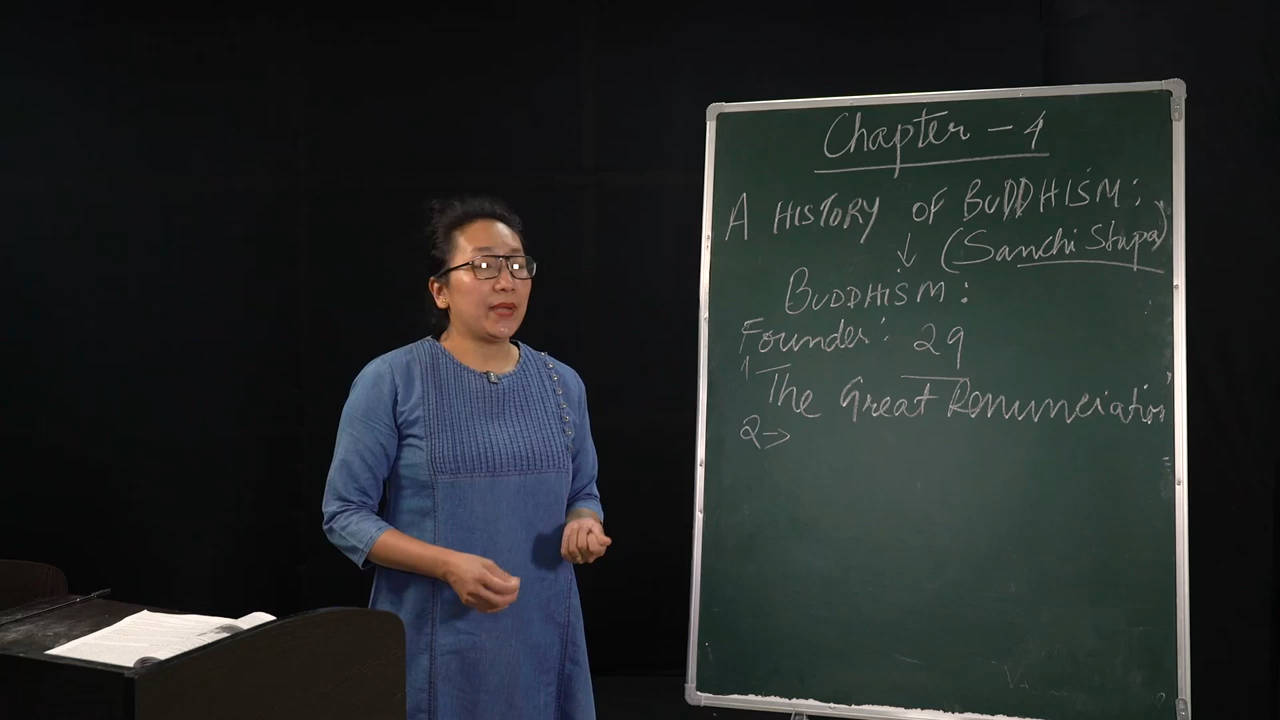 Chapter - 4
A HISTORY OF BUDDHISM:
↓ (Sanchi Stupa)
BUDDHISM:
Founder: 29
1 The Great Renunciation
2→